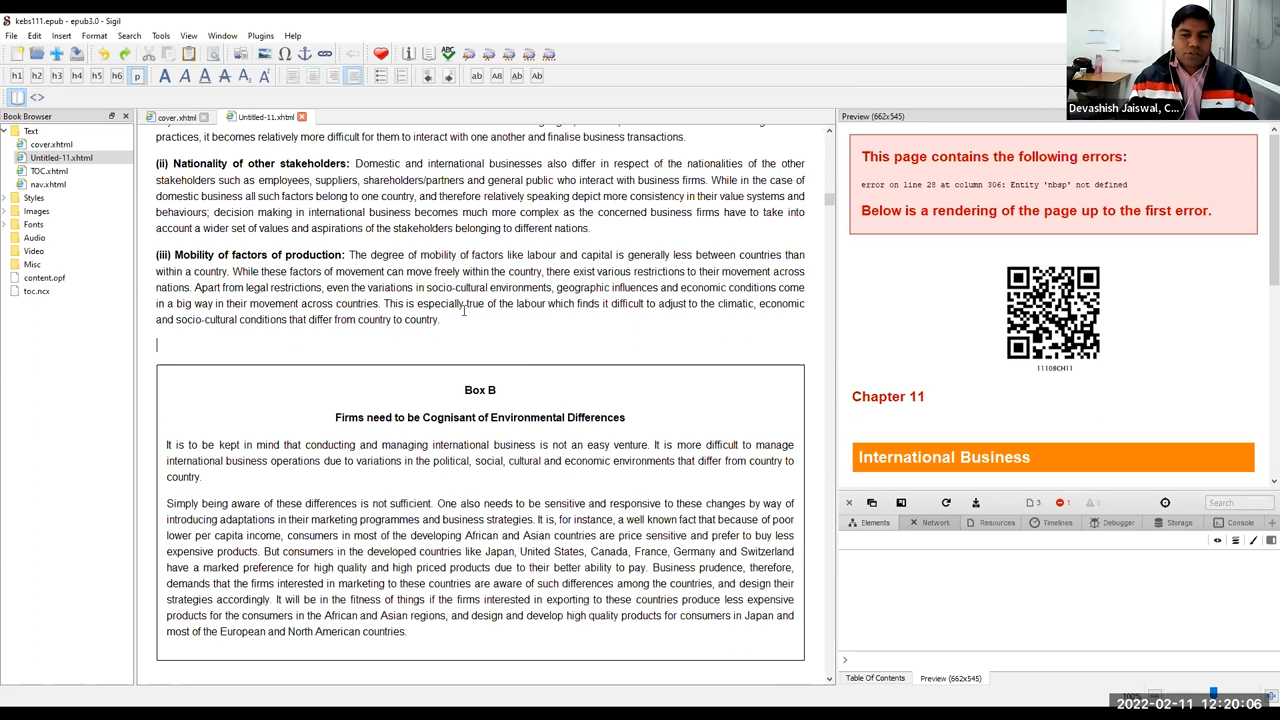 kebs111.epub - epub3.0 - Sigil
File Edit Insert Format Search Tools View Window Plugins Help
h1 h2 h3 h4 h5 h6 p A A A A A A ab AB Ab Ab
<>
Book Browser
Text
cover.xhtml
Untitled-11.xhtml
TOC.xhtml
nav.xhtml
Styles
Images
Fonts
Audio
Video
Misc
content.opf
toc.ncx
cover.xhtml Untitled-11.xhtml
practices, it becomes relatively more difficult for them to interact with one another and finalise business transactions.
(ii) Nationality of other stakeholders: Domestic and international businesses also differ in respect of the nationalities of the other
stakeholders such as employees, suppliers, shareholders/partners and general public who interact with business firms. While in the case of
domestic business all such factors belong to one country, and therefore relatively speaking depict more consistency in their value systems and
behaviours; decision making in international business becomes much more complex as the concerned business firms have to take into
account a wider set of values and aspirations of the stakeholders belonging to different nations.
(iii) Mobility of factors of production: The degree of mobility of factors like labour and capital is generally less between countries than
within a country. While these factors of movement can move freely within the country, there exist various restrictions to their movement across
nations. Apart from legal restrictions, even the variations in socio-cultural environments, geographic influences and economic conditions come
in a big way in their movement across countries. This is especially true of the labour which finds it difficult to adjust to the climatic, economic
and socio-cultural conditions that differ from country to country.
Box B
Firms need to be Cognisant of Environmental Differences
It is to be kept in mind that conducting and managing international business is not an easy venture. It is more difficult to manage
international business operations due to variations in the political, social, cultural and economic environments that differ from country to
country.
Simply being aware of these differences is not sufficient. One also needs to be sensitive and responsive to these changes by way of
introducing adaptations in their marketing programmes and business strategies. It is, for instance, a well known fact that because of poor
lower per capita income, consumers in most of the developing African and Asian countries are price sensitive and prefer to buy less
expensive products. But consumers in the developed countries like Japan, United States, Canada, France, Germany and Switzerland
have a marked preference for high quality and high priced products due to their better ability to pay. Business prudence, therefore,
demands that the firms interested in marketing to these countries are aware of such differences among the countries, and design their
strategies accordingly. It will be in the fitness of things if the firms interested in exporting to these countries produce less expensive
products for the consumers in the African and Asian regions, and design and develop high quality products for consumers in Japan and
most of the European and North American countries.
Devashish Jaiswal, C...
Preview (662x545)
This page contains the following errors:
error on line 28 at column 306: Entity 'nbsp' not defined
Below is a rendering of the page up to the first error.
11108CH11
Chapter 11
International Business
3 1 0 Search
Elements Network Resources Timelines Debugger Storage Console
>
Table Of Contents Preview (662x545)
100%
2022-02-11 12:20:06